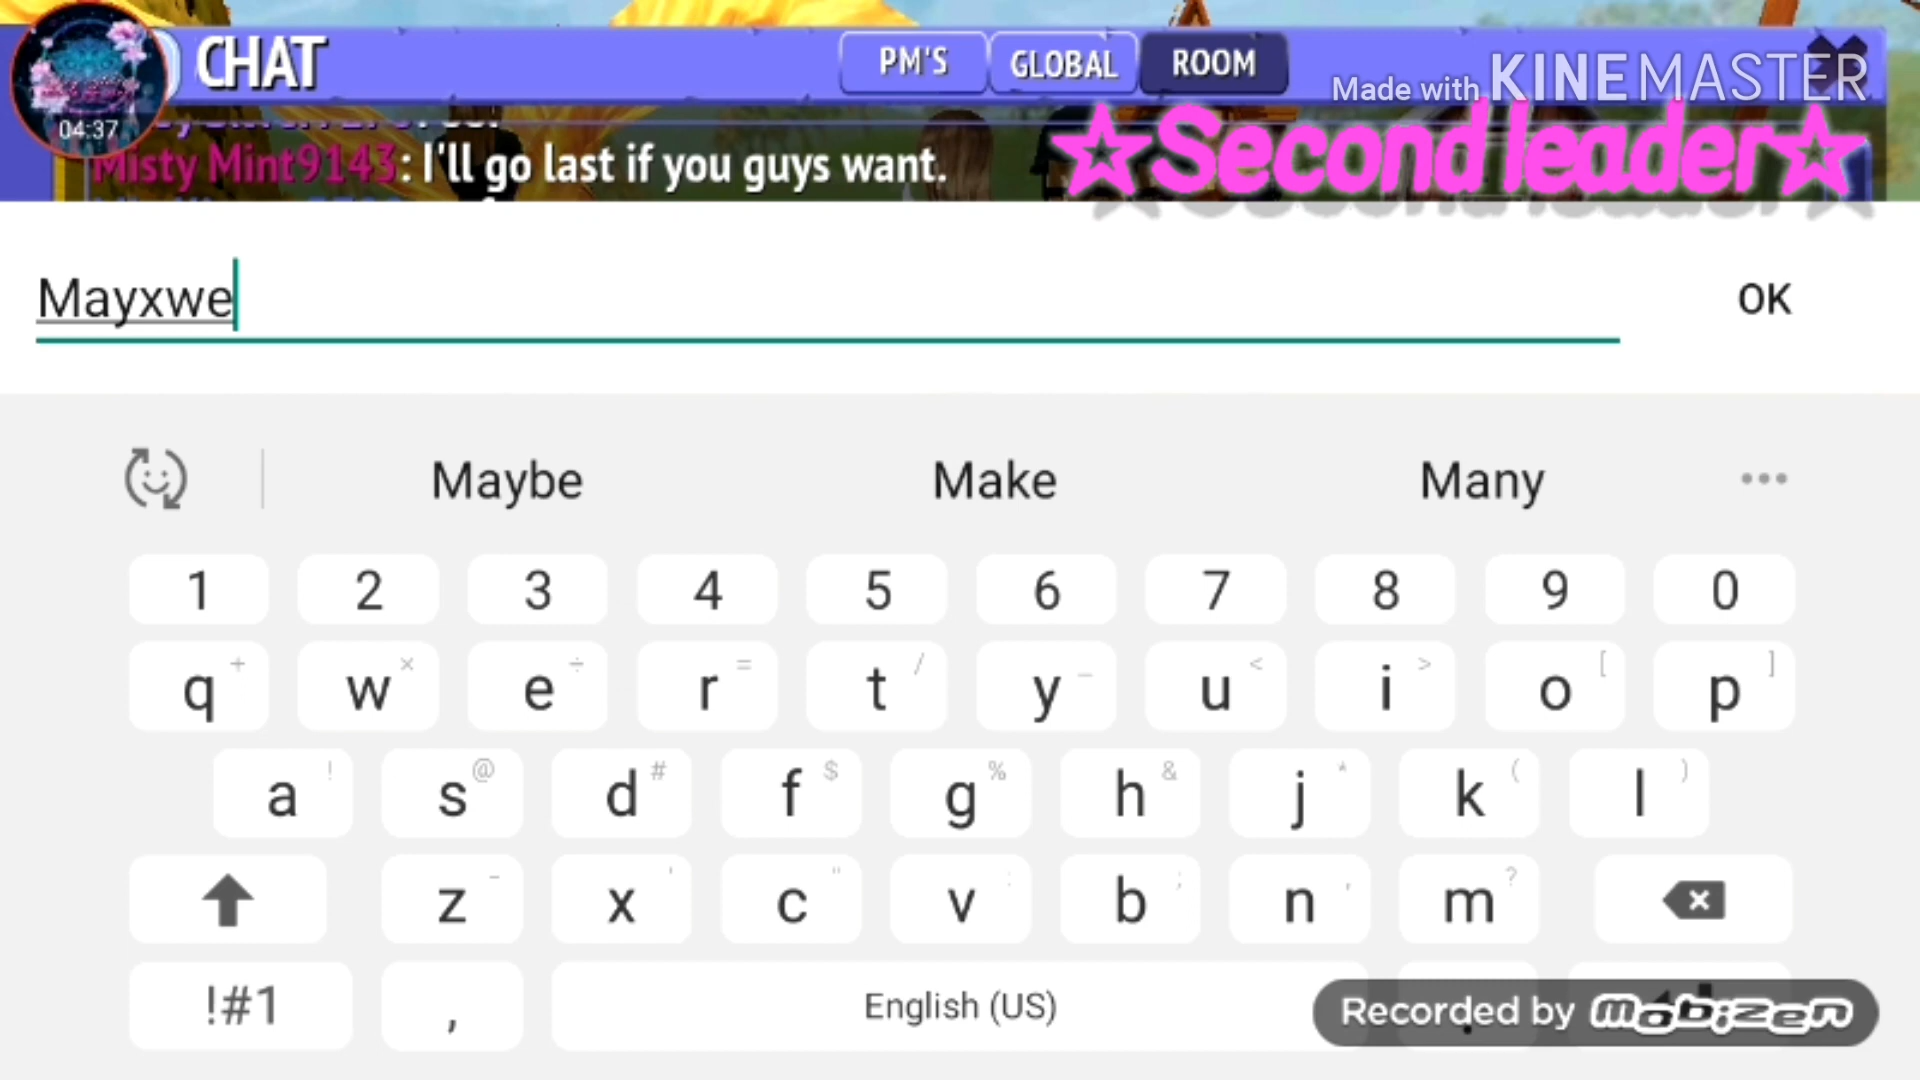 CHAT
PM'S
GLOBAL
ROOM
Made with KINEMASTER
04:37
Misty Mint9143: I'll go last if you guys want.
☆Second leader☆
Mayxwe
OK
Maybe
Make
Many
1 2 3 4 5 6 7 8 9 0
q + w × e ÷ r = t / y _ u < i > o [ p ]
a ! s @ d # f $ g % h & j * k ( l )
z - x ' c " v : b ; n , m ?
!#1 , English (US) .
Recorded by mobizen